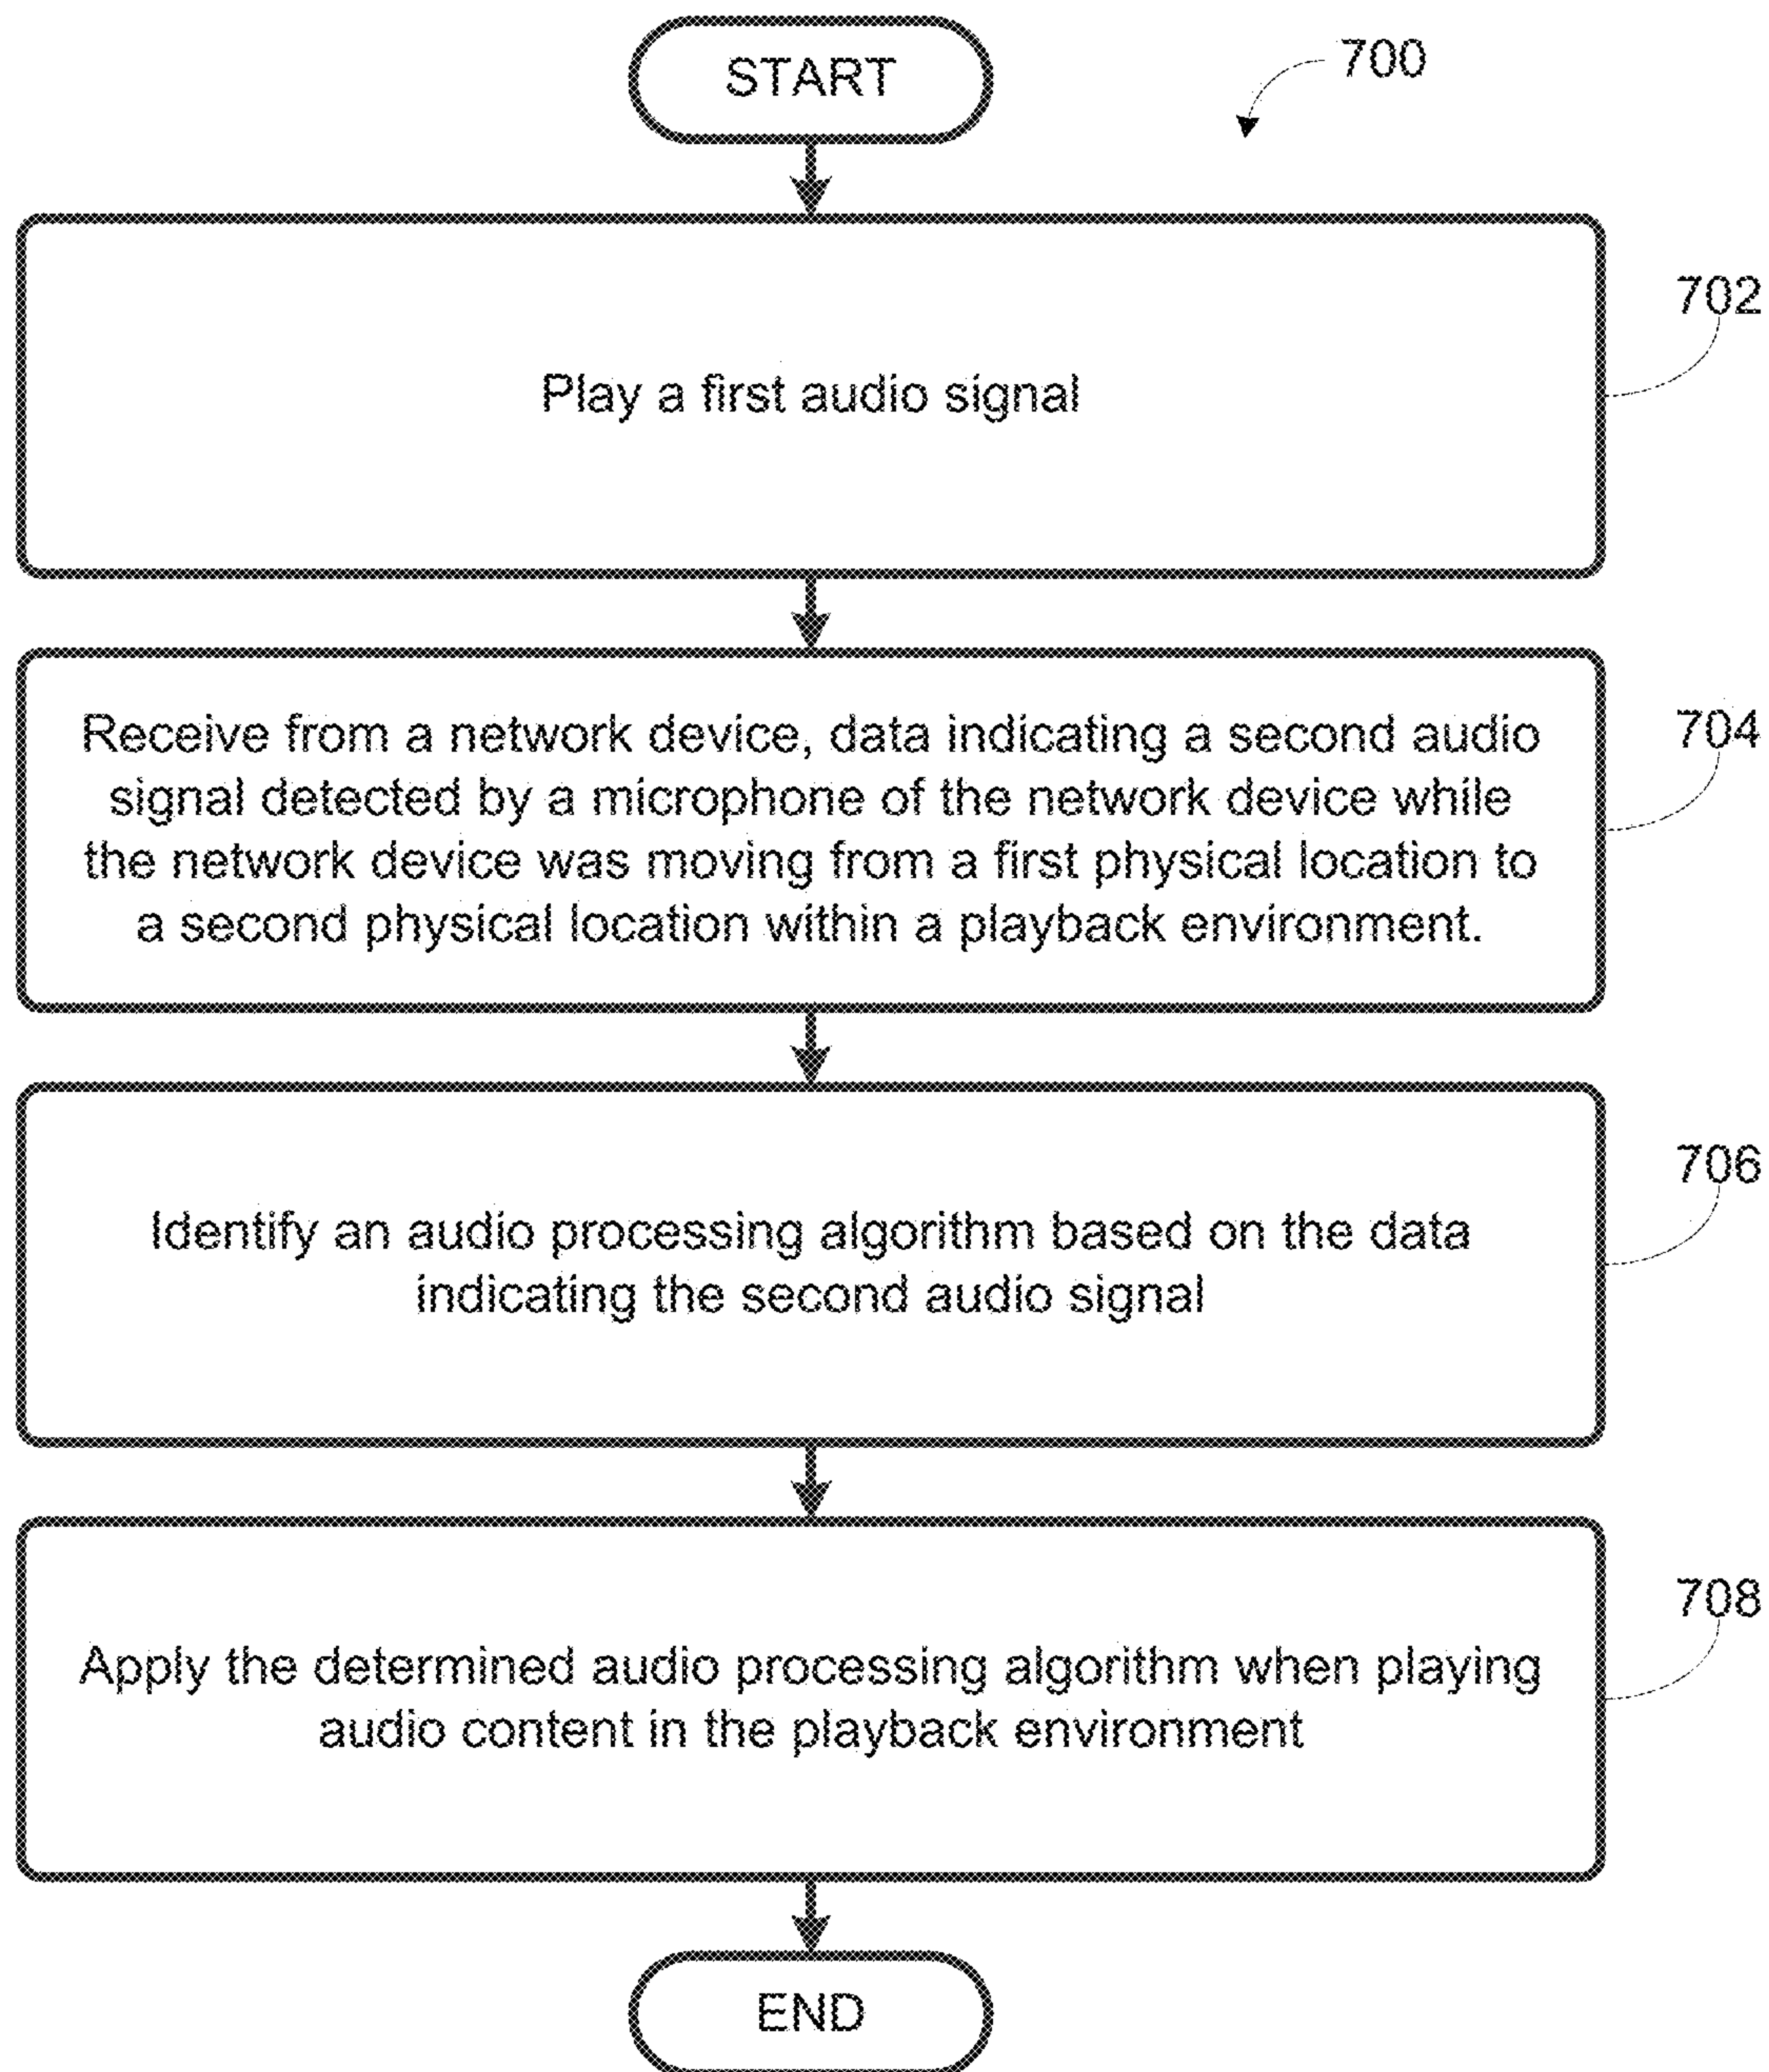 START
700
702
Play a first audio signal
704
Receive from a network device, data indicating a second audio
signal detected by a microphone of the network device while
the network device was moving from a first physical location to
a second physical location within a playback environment.
706
Identify an audio processing algorithm based on the data
indicating the second audio signal
708
Apply the determined audio processing algorithm when playing
audio content in the playback environment
END